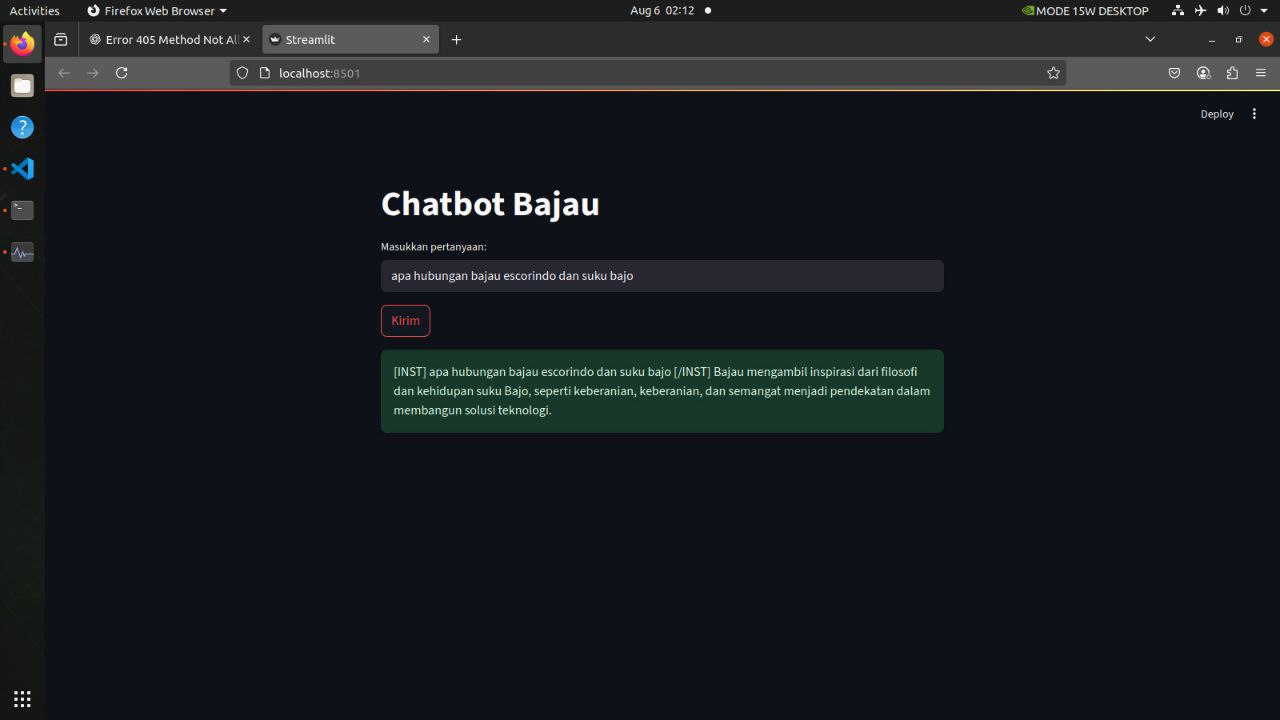 Activities
Firefox Web Browser
Aug 6 02:12
MODE 15W DESKTOP
Error 405 Method Not Al
Streamlit
localhost:8501
Deploy
Chatbot Bajau
Masukkan pertanyaan:
apa hubungan bajau escorindo dan suku bajo
Kirim
[INST] apa hubungan bajau escorindo dan suku bajo [/INST] Bajau mengambil inspirasi dari filosofi
dan kehidupan suku Bajo, seperti keberanian, keberanian, dan semangat menjadi pendekatan dalam
membangun solusi teknologi.